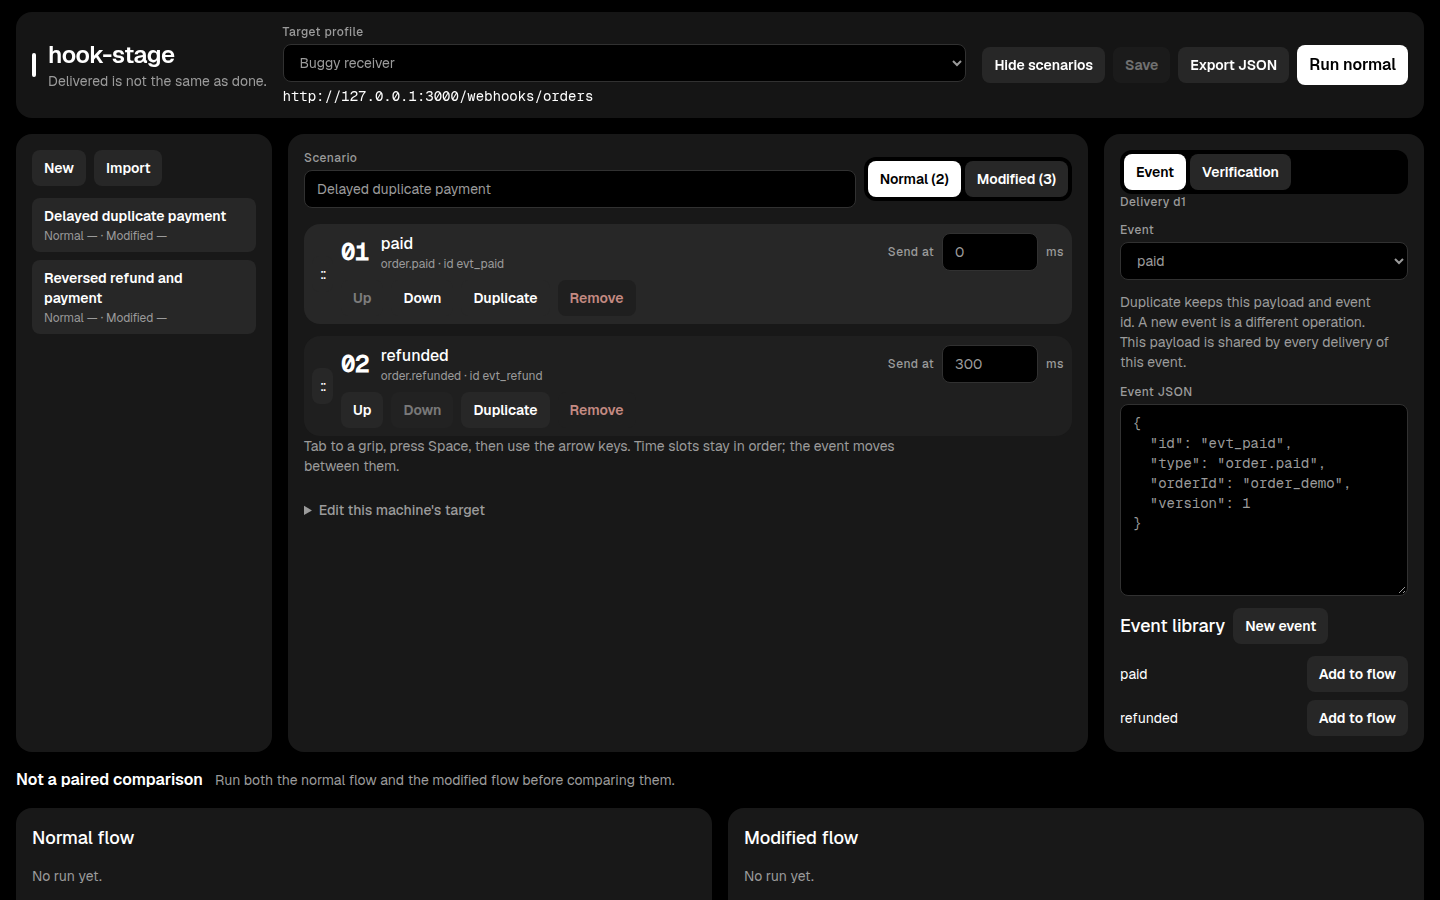 hook-stage
Delivered is not the same as done.
Target profile
Buggy receiver
http://127.0.0.1:3000/webhooks/orders
Hide scenarios
Save
Export JSON
Run normal
New
Import
Delayed duplicate payment
Normal — · Modified —
Reversed refund and
payment
Normal — · Modified —
Scenario
Delayed duplicate payment
Normal (2)
Modified (3)
01
paid
order.paid · id evt_paid
Send at
0
ms
::
Up
Down
Duplicate
Remove
02
refunded
order.refunded · id evt_refund
Send at
300
ms
::
Up
Down
Duplicate
Remove
Tab to a grip, press Space, then use the arrow keys. Time slots stay in order; the event moves
between them.
Edit this machine's target
Event
Verification
Delivery d1
Event
paid
Duplicate keeps this payload and event
id. A new event is a different operation.
This payload is shared by every delivery of
this event.
Event JSON
{
"id": "evt_paid",
"type": "order.paid",
"orderId": "order_demo",
"version": 1
}
Event library
New event
paid
Add to flow
refunded
Add to flow
Not a paired comparison
Run both the normal flow and the modified flow before comparing them.
Normal flow
No run yet.
Modified flow
No run yet.